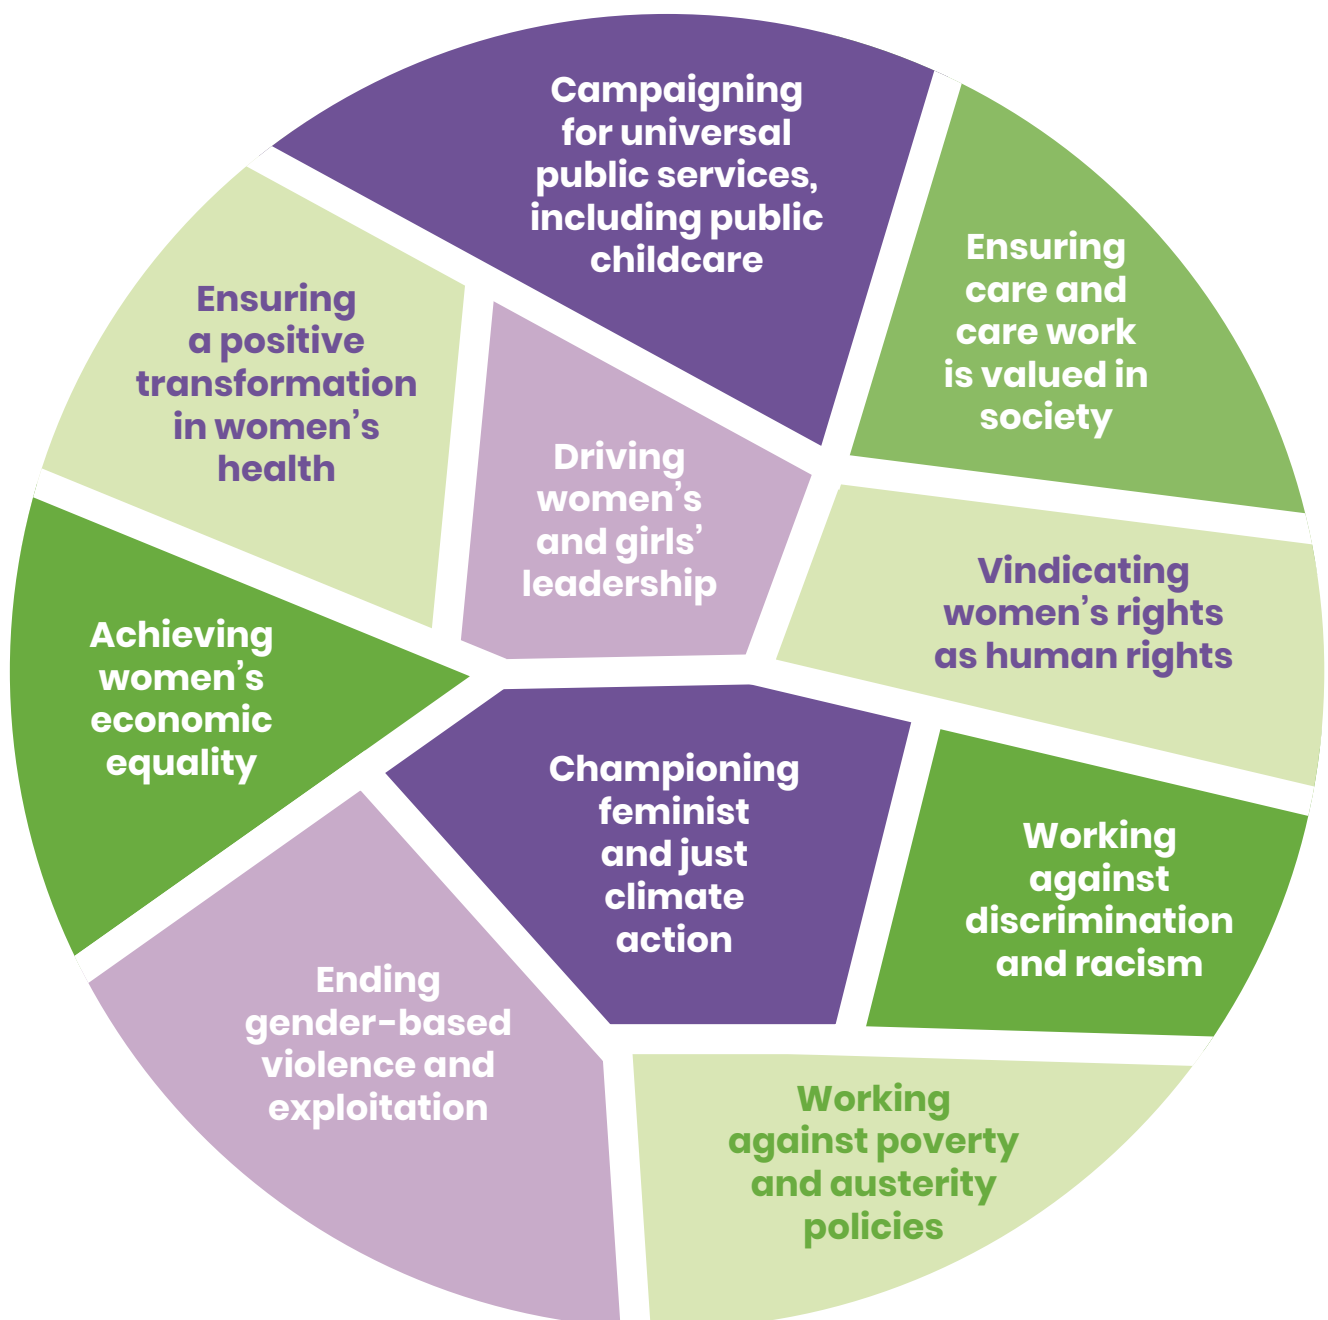 Campaigning
for universal
public services,
including public
childcare
Ensuring
care and
care work
is valued in
society
Ensuring
a positive
transformation
in women’s
health
Driving
women’s
and girls’
leadership
Vindicating
women’s rights
as human rights
Achieving
women’s
economic
equality
Championing
feminist
and just
climate
action
Working
against
discrimination
and racism
Ending
gender-based
violence and
exploitation
Working
against poverty
and austerity
policies